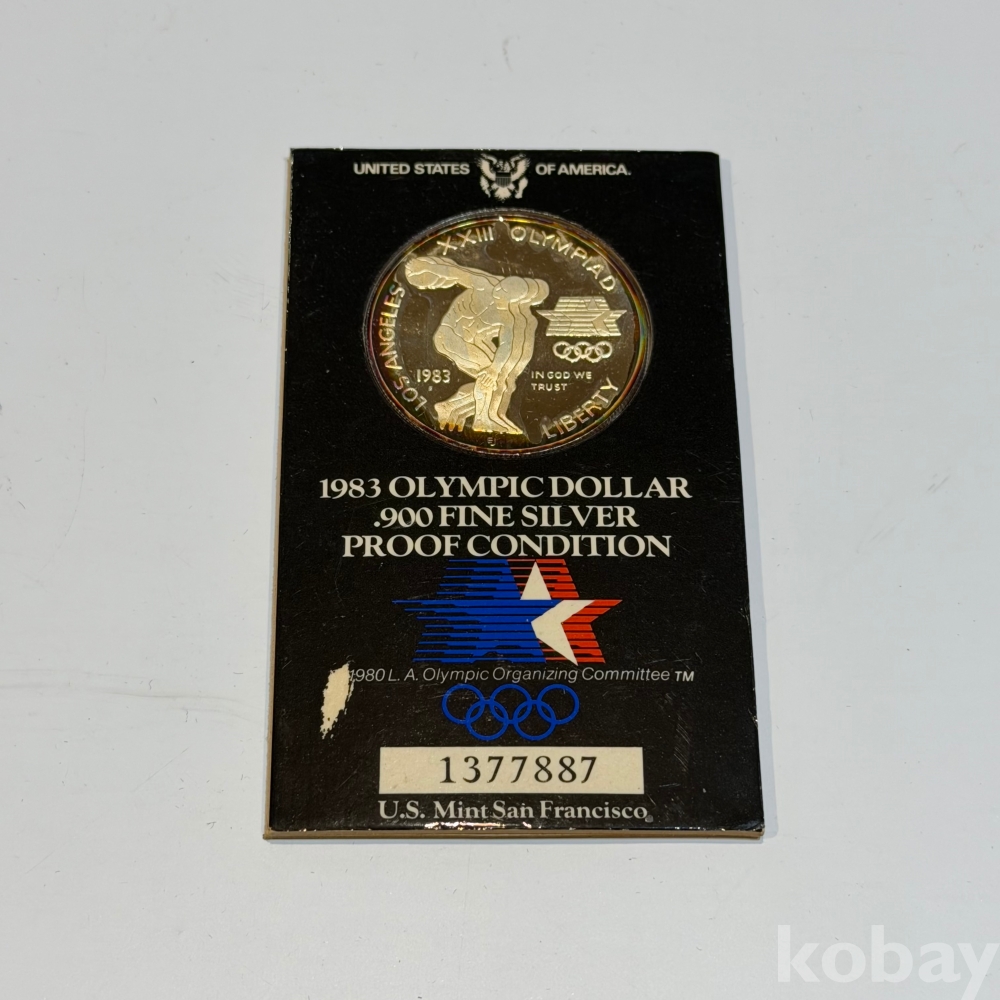 UNITED STATES OF AMERICA.
LOS ANGELES XXIII OLYMPIAD
1983
S
IN GOD WE
TRUST
LIBERTY
EJ
1983 OLYMPIC DOLLAR
.900 FINE SILVER
PROOF CONDITION
1980 L. A. Olympic Organizing Committee TM
1377887
U.S. Mint San Francisco
kobay